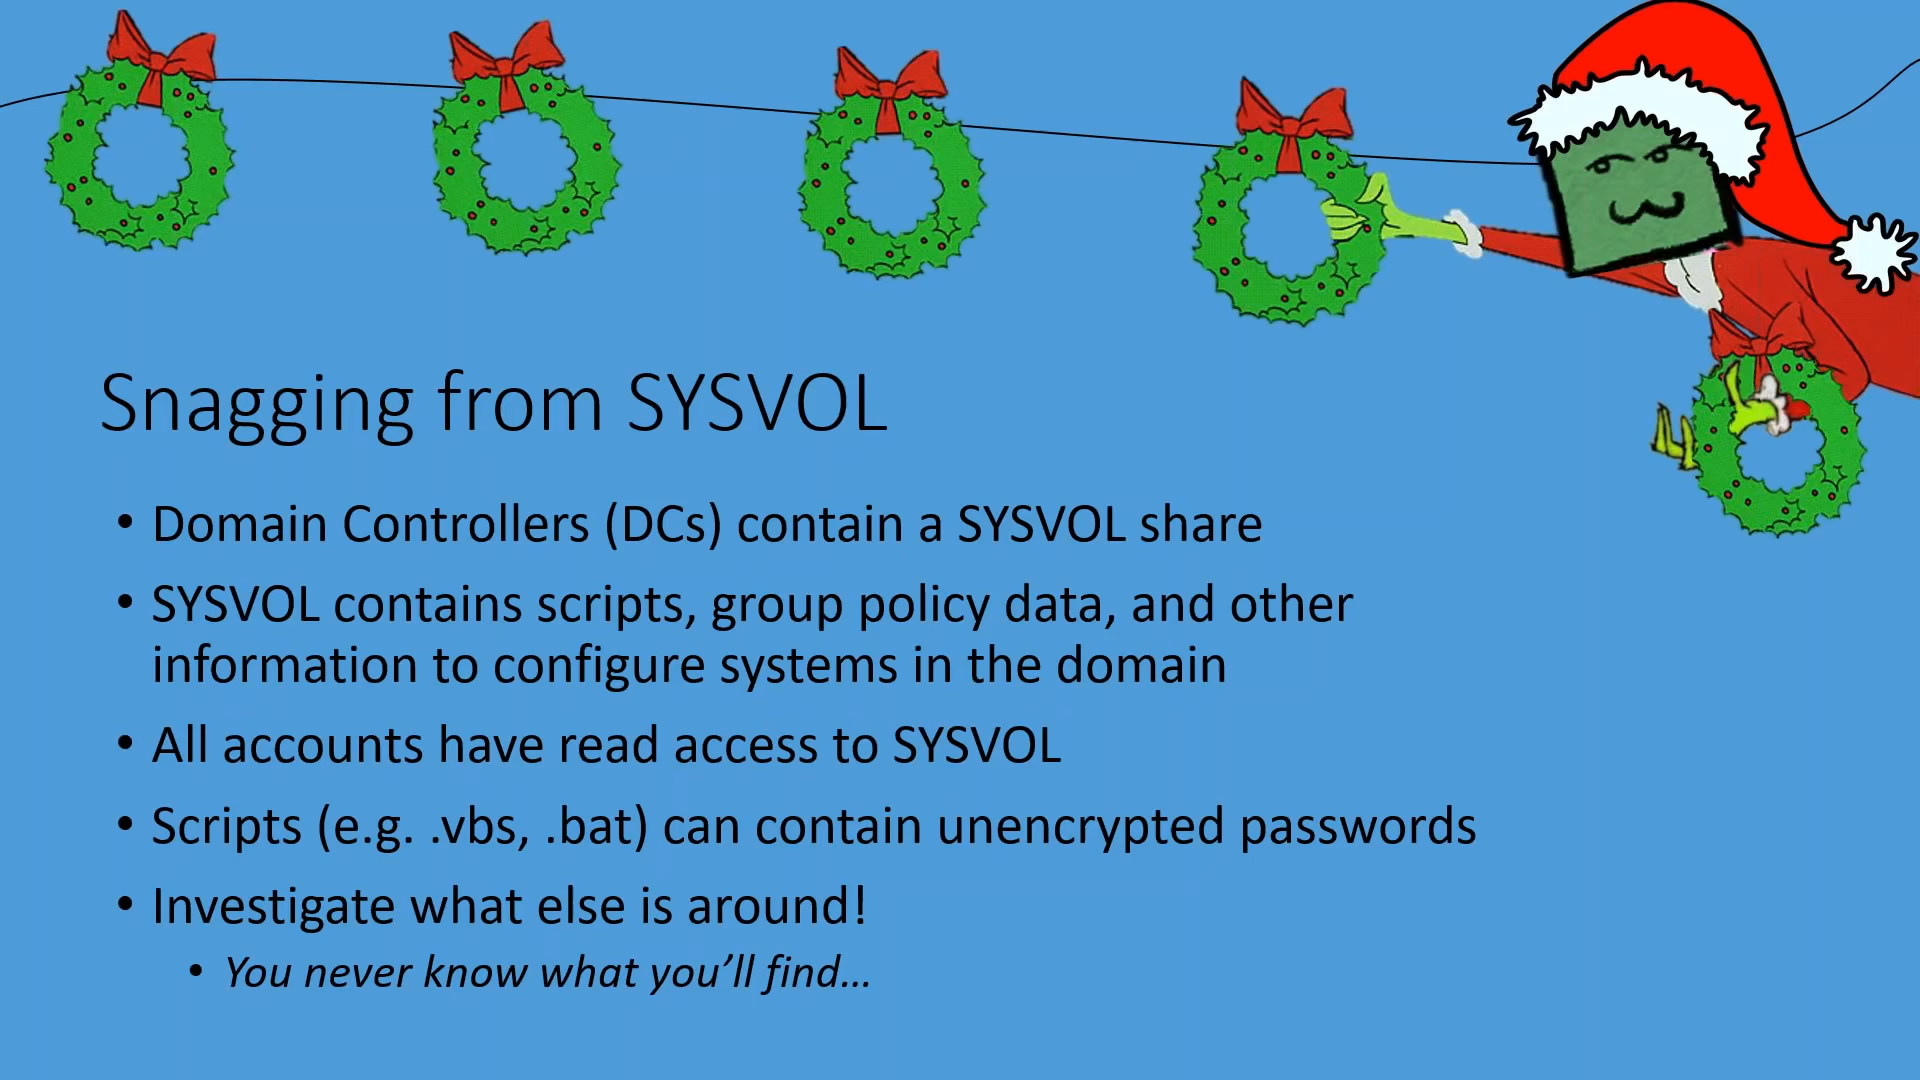 Snagging from SYSVOL
• Domain Controllers (DCs) contain a SYSVOL share
• SYSVOL contains scripts, group policy data, and other
information to configure systems in the domain
• All accounts have read access to SYSVOL
• Scripts (e.g. .vbs, .bat) can contain unencrypted passwords
• Investigate what else is around!
• You never know what you’ll find…